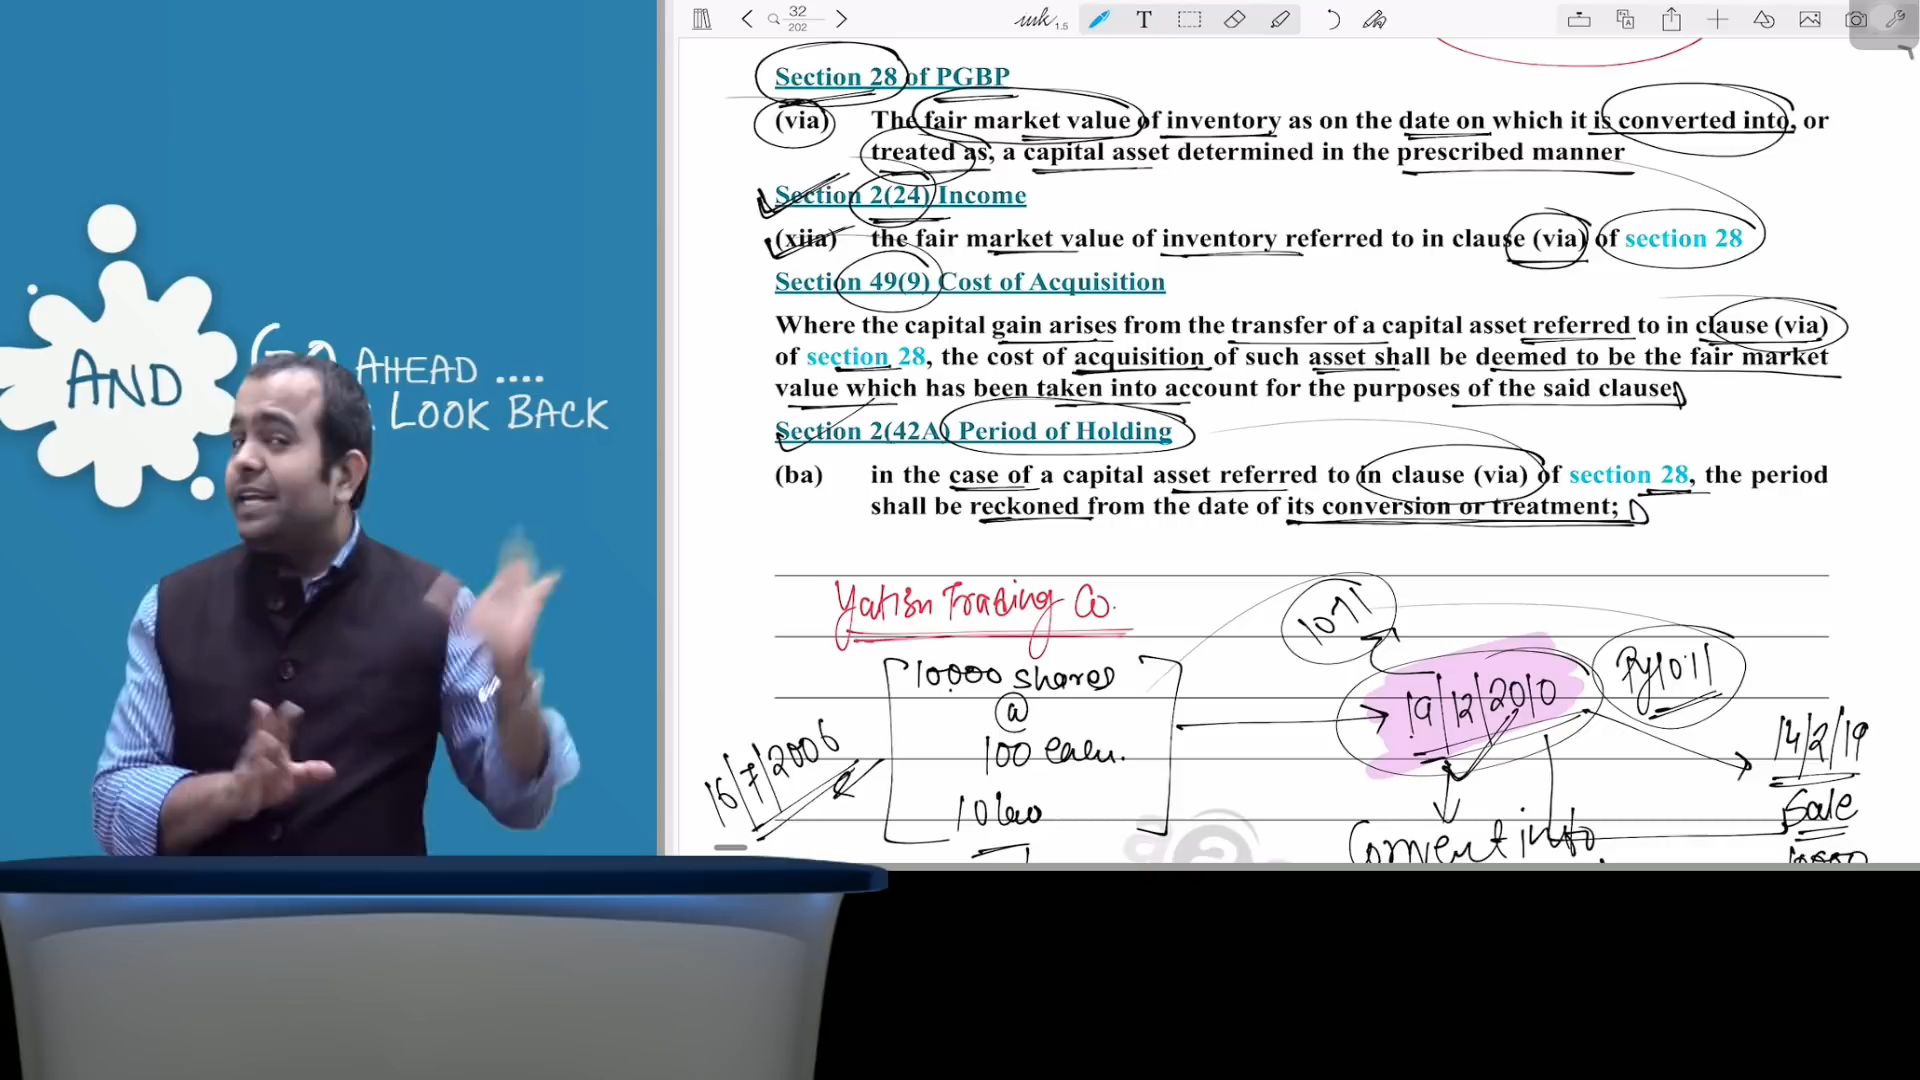 32
202
ink 1.5
T
Section 28 of PGBP
(via) The fair market value of inventory as on the date on which it is converted into, or
treated as, a capital asset determined in the prescribed manner
Section 2(24) Income
(xiia) the fair market value of inventory referred to in clause (via) of section 28
Section 49(9) Cost of Acquisition
Where the capital gain arises from the transfer of a capital asset referred to in clause (via)
of section 28, the cost of acquisition of such asset shall be deemed to be the fair market
value which has been taken into account for the purposes of the said clause.
Section 2(42A) Period of Holding
(ba) in the case of a capital asset referred to in clause (via) of section 28, the period
shall be reckoned from the date of its conversion or treatment;
AND
GO AHEAD ....
LOOK BACK
Yatish Trading Co.
10,000 shares
@
100 each.
10 lac
16/7/2006
19/12/2010
PY 10-11
14/2/19
Sale
10000
Convert into